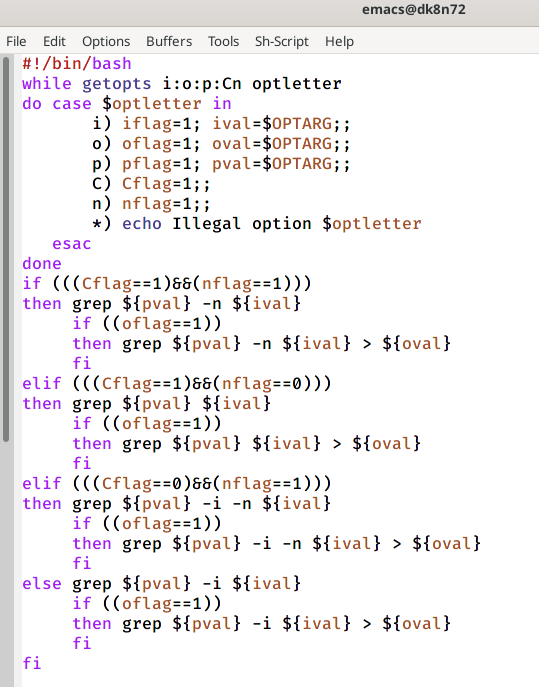 emacs@dk8n72
File Edit Options Buffers Tools Sh-Script Help
#!/bin/bash
while getopts i:o:p:Cn optletter
do case $optletter in
       i) iflag=1; ival=$OPTARG;;
       o) oflag=1; oval=$OPTARG;;
       p) pflag=1; pval=$OPTARG;;
       C) Cflag=1;;
       n) nflag=1;;
       *) echo Illegal option $optletter
   esac
done
if (((Cflag==1)&&(nflag==1)))
then grep ${pval} -n ${ival}
     if ((oflag==1))
     then grep ${pval} -n ${ival} > ${oval}
     fi
elif (((Cflag==1)&&(nflag==0)))
then grep ${pval} ${ival}
     if ((oflag==1))
     then grep ${pval} ${ival} > ${oval}
     fi
elif (((Cflag==0)&&(nflag==1)))
then grep ${pval} -i -n ${ival}
     if ((oflag==1))
     then grep ${pval} -i -n ${ival} > ${oval}
     fi
else grep ${pval} -i ${ival}
     if ((oflag==1))
     then grep ${pval} -i ${ival} > ${oval}
     fi
fi